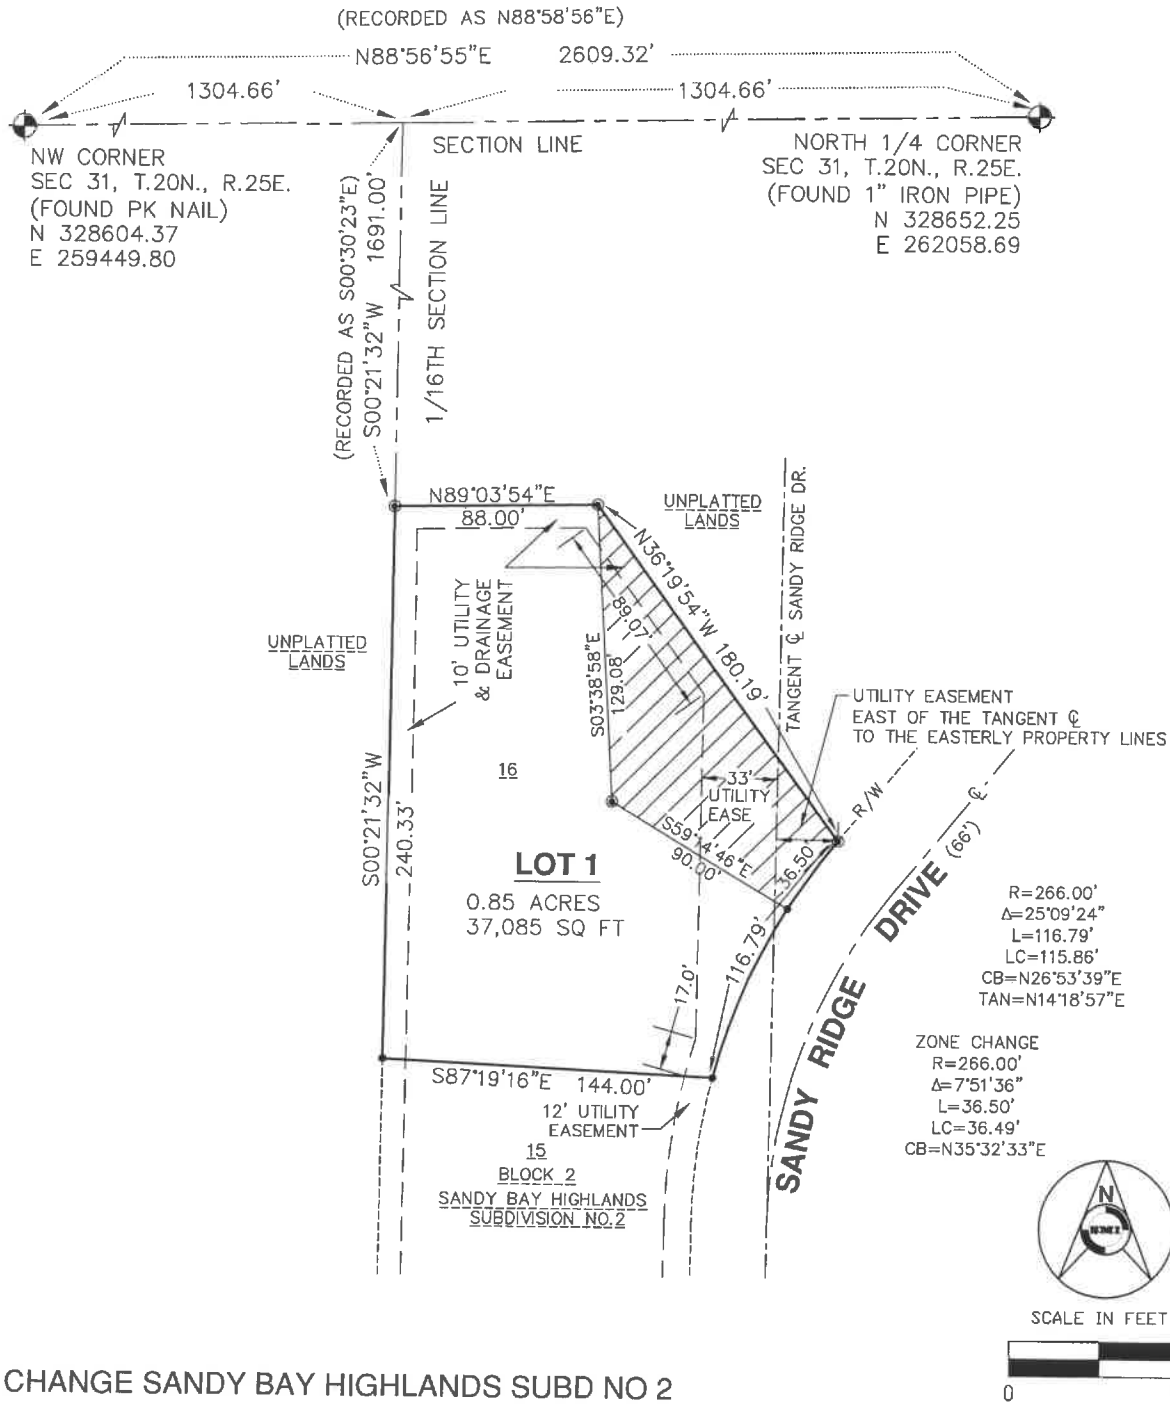 (RECORDED AS N88°58'56"E)
N88°56'55"E 2609.32'
1304.66' 1304.66'
SECTION LINE
NW CORNER
SEC 31, T.20N., R.25E.
(FOUND PK NAIL)
N 328604.37
E 259449.80
NORTH 1/4 CORNER
SEC 31, T.20N., R.25E.
(FOUND 1" IRON PIPE)
N 328652.25
E 262058.69
(RECORDED AS S00°30'23"E)
S00°21'32"W 1691.00'
1/16TH SECTION LINE
N89°03'54"E
88.00'
UNPLATTED
LANDS
N36°19'54"W 180.19'
TANGENT ℄ SANDY RIDGE DR.
UNPLATTED
LANDS
10' UTILITY
& DRAINAGE
EASEMENT
89.07'
S03°38'58"E
129.08'
UTILITY EASEMENT
EAST OF THE TANGENT ℄
TO THE EASTERLY PROPERTY LINES
16
33'
UTILITY
EASE
R/W
S00°21'32"W
240.33'
S59°14'46"E
90.00'
36.50'
LOT 1
0.85 ACRES
37,085 SQ FT
116.79'
17.0'
SANDY RIDGE DRIVE (66') ℄
R=266.00'
Δ=25°09'24"
L=116.79'
LC=115.86'
CB=N26°53'39"E
TAN=N14°18'57"E
ZONE CHANGE
R=266.00'
Δ=7°51'36"
L=36.50'
LC=36.49'
CB=N35°32'33"E
S87°19'16"E 144.00'
12' UTILITY
EASEMENT
15
BLOCK 2
SANDY BAY HIGHLANDS
SUBDIVISION NO.2
N
SCALE IN FEET
0
CHANGE SANDY BAY HIGHLANDS SUBD NO 2